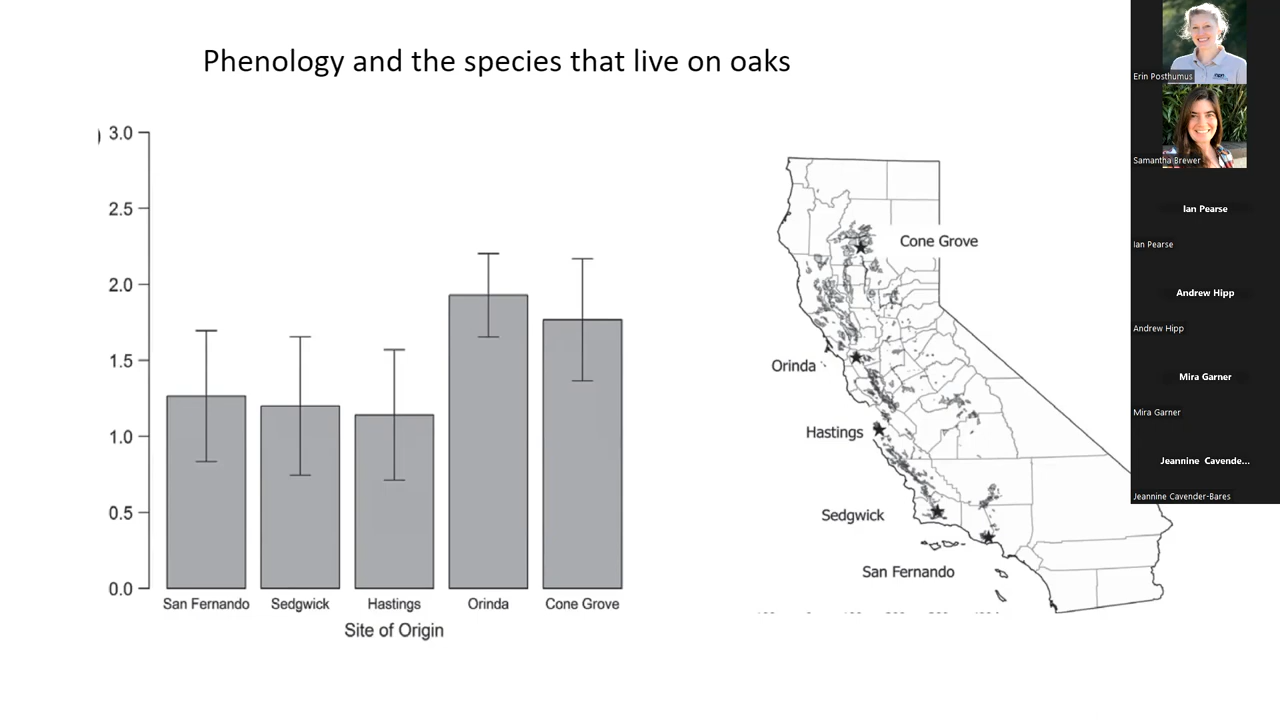 Phenology and the species that live on oaks
)
3.0
2.5
2.0
1.5
1.0
0.5
0.0
San Fernando Sedgwick Hastings Orinda Cone Grove
Site of Origin
Cone Grove
Orinda
Hastings
Sedgwick
San Fernando
Erin Posthumus
Samantha Brewer
Ian Pearse
Ian Pearse
Andrew Hipp
Andrew Hipp
Mira Garner
Mira Garner
Jeannine Cavende...
Jeannine Cavender-Bares